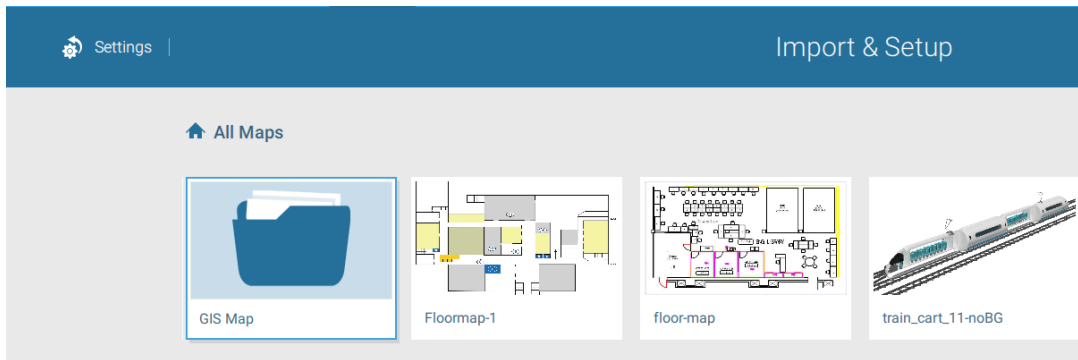 Settings
Import & Setup
All Maps
GIS Map
Floormap-1
floor-map
train_cart_11-noBG